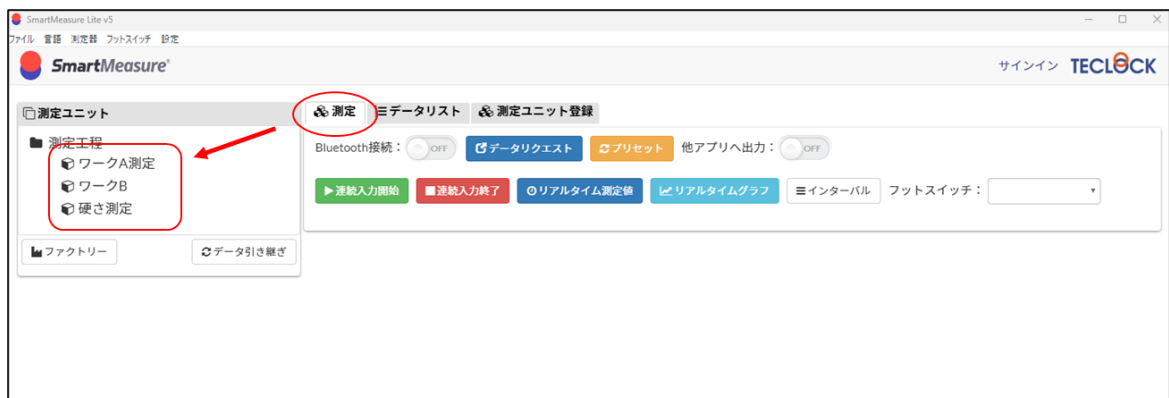 SmartMeasure Lite v5
ファイル 言語 測定器 フットスイッチ 設定
SmartMeasure®
サインイン TECLOCK
測定ユニット
測定 データリスト 測定ユニット登録
測定工程
ワークA測定
ワークB
硬さ測定
ファクトリー データ引き継ぎ
Bluetooth接続： OFF データリクエスト プリセット 他アプリへ出力： OFF
連続入力開始 連続入力終了 リアルタイム測定値 リアルタイムグラフ インターバル フットスイッチ：